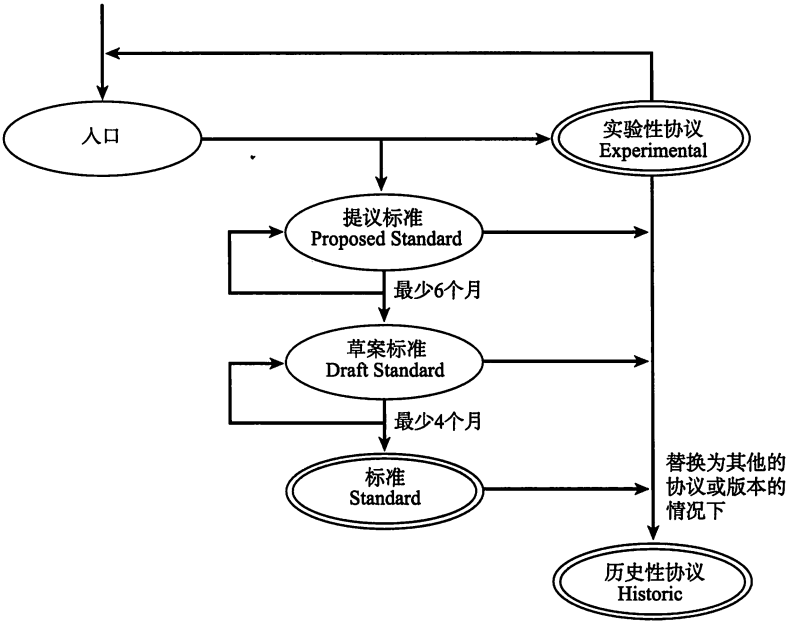 入口
实验性协议
Experimental
提议标准
Proposed Standard
最少6个月
草案标准
Draft Standard
最少4个月
标准
Standard
替换为其他的
协议或版本的
情况下
历史性协议
Historic